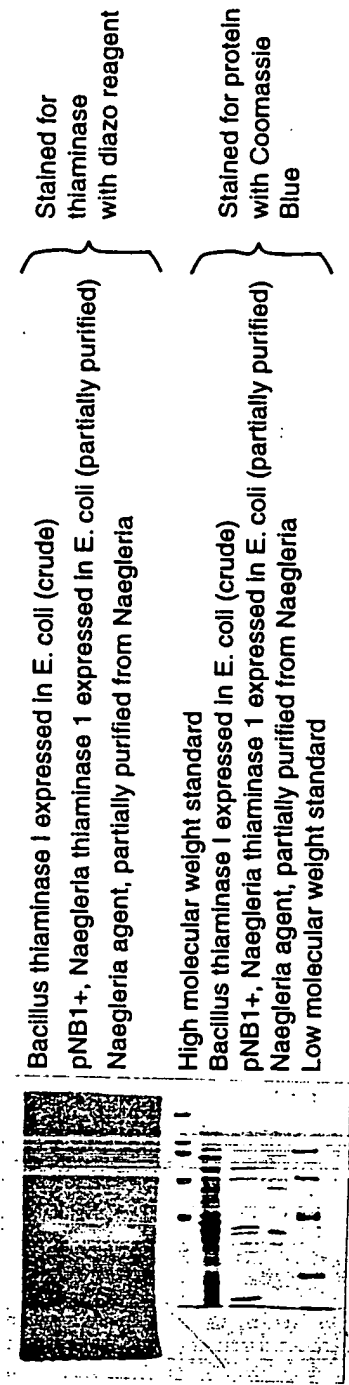 Bacillus thiaminase I expressed in E. coli (crude)
pNB1+, Naegleria thiaminase 1 expressed in E. coli (partially purified)
Naegleria agent, partially purified from Naegleria
Stained for
thiaminase
with diazo reagent
High molecular weight standard
Bacillus thiaminase I expressed in E. coli (crude)
pNB1+, Naegleria thiaminase 1 expressed in E. coli (partially purified)
Naegleria agent, partially purified from Naegleria
Low molecular weight standard
Stained for protein
with Coomassie
Blue